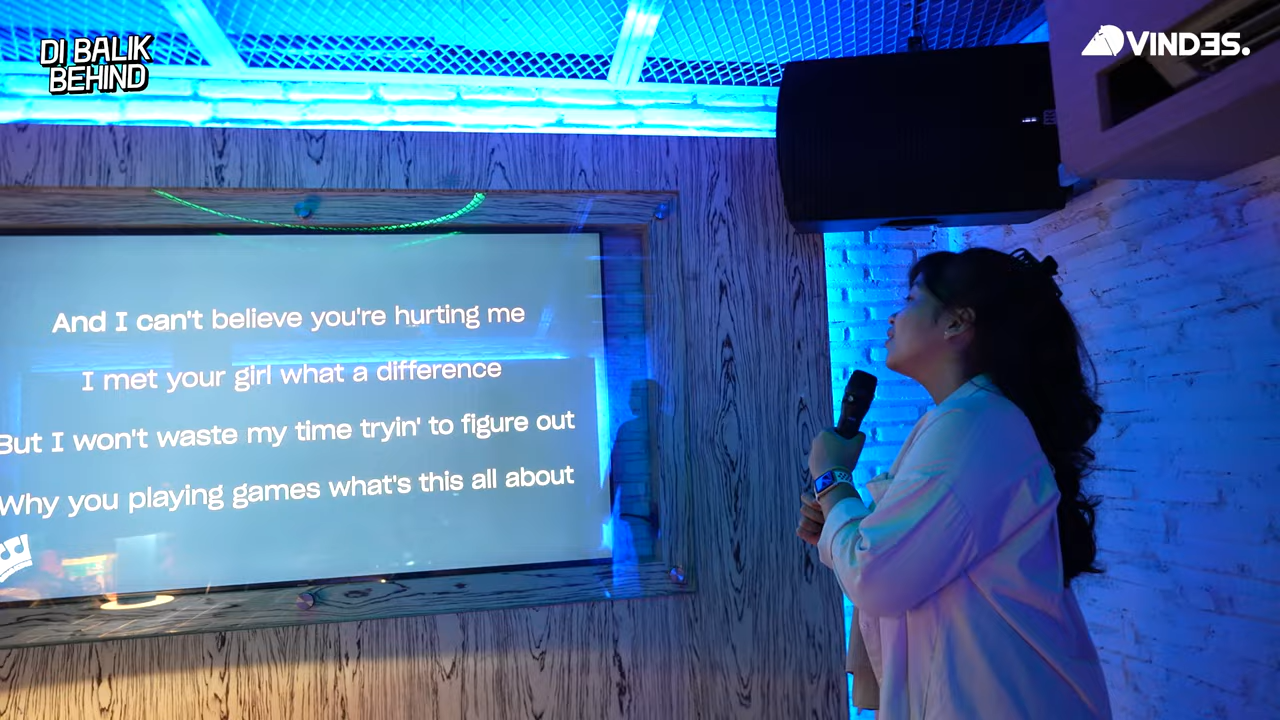 DI BALIK
BEHIND
VINDES.
And I can't believe you're hurting me
I met your girl what a difference
But I won't waste my time tryin' to figure out
Why you playing games what's this all about